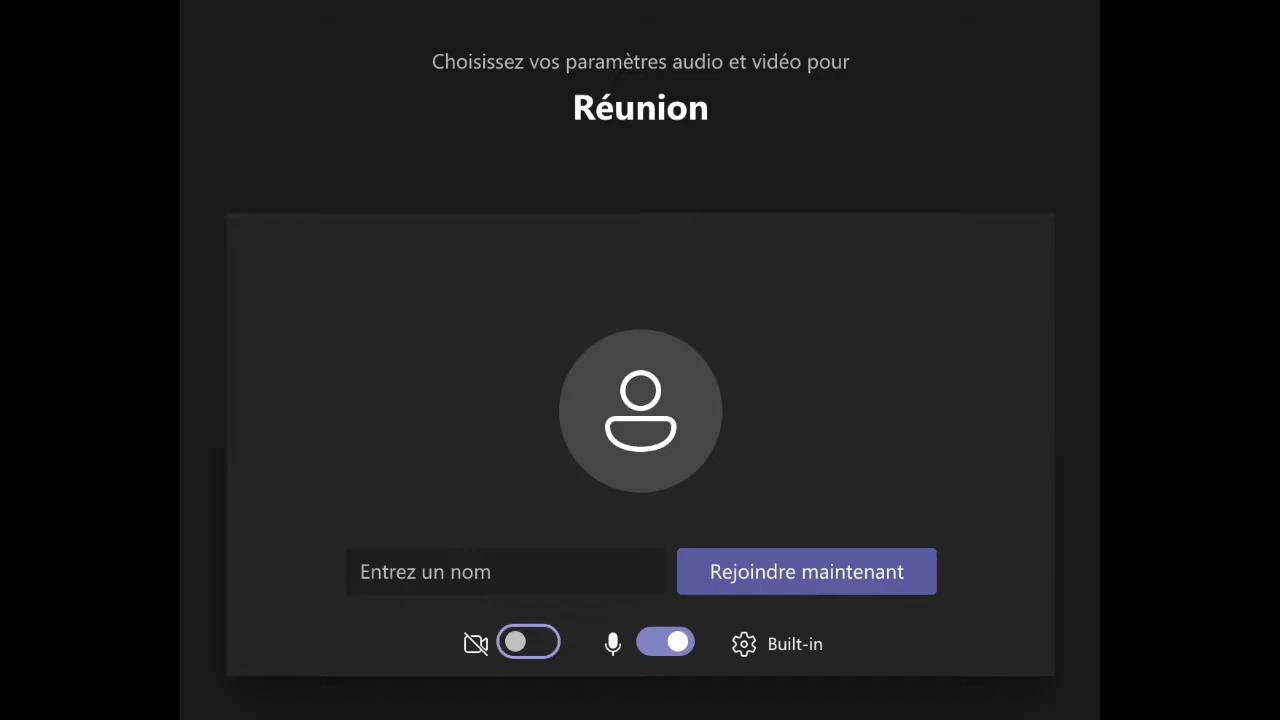 Choisissez vos paramètres audio et vidéo pour
Réunion
Entrez un nom
Rejoindre maintenant
Built-in